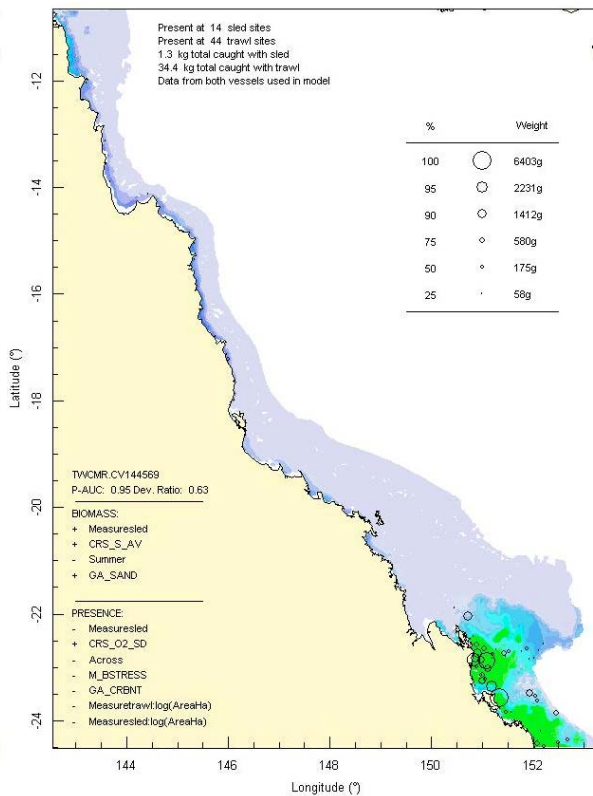 Present at 14 sled sites
Present at 44 trawl sites
1.3 kg total caught with sled
34.4 kg total caught with trawl
Data from both vessels used in model
% Weight
100 6403g
95 2231g
90 1412g
75 580g
50 175g
25 58g
-12
-14
-16
-18
-20
-22
-24
Latitude (°)
TWCMR.CV144569
P-AUC: 0.95 Dev. Ratio: 0.63
BIOMASS:
+ Measuresled
+ CRS_S_AV
- Summer
+ GA_SAND
PRESENCE:
- Measuresled
+ CRS_O2_SD
- Across
- M_BSTRESS
- GA_CRBNT
- Measuretrawl:log(AreaHa)
- Measuresled:log(AreaHa)
144 146 148 150 152
Longitude (°)